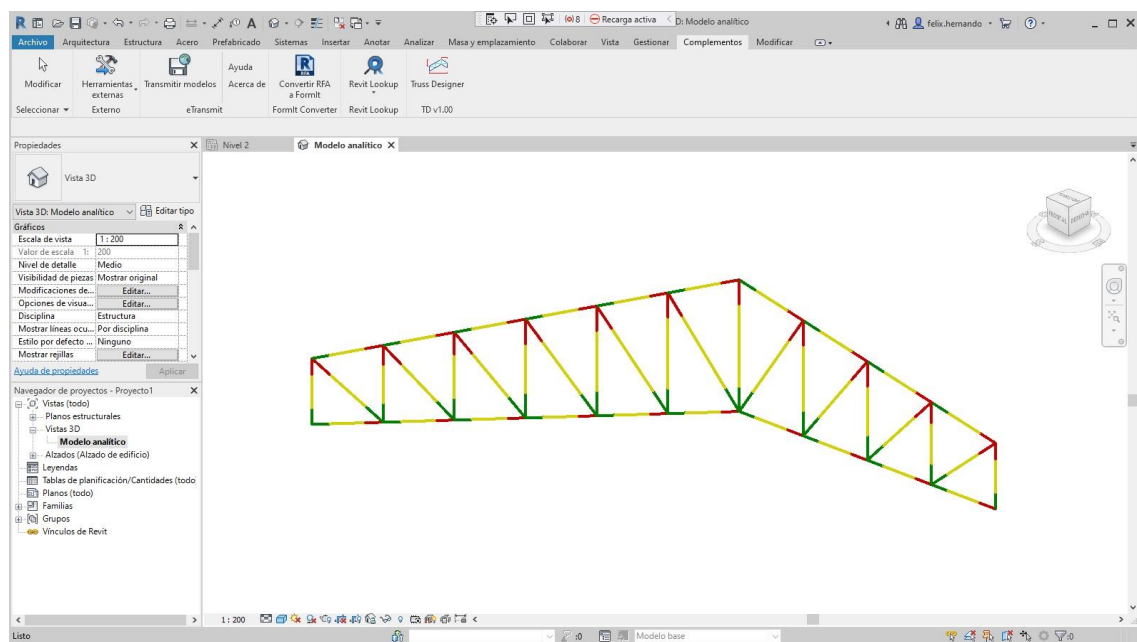 Recarga activa
D: Modelo analítico
felix.hernando
Archivo Arquitectura Estructura Acero Prefabricado Sistemas Insertar Anotar Analizar Masa y emplazamiento Colaborar Vista Gestionar Complementos Modificar
Modificar
Herramientas externas
Transmitir modelos
Ayuda
Acerca de
Convertir RFA a FormIt
Revit Lookup
Truss Designer
Seleccionar Externo eTransmit FormIt Converter Revit Lookup TD v1.00
Propiedades
Nivel 2
Modelo analítico
Vista 3D
Vista 3D: Modelo analítico Editar tipo
Gráficos
Escala de vista 1 : 200
Valor de escala 1: 200
Nivel de detalle Medio
Visibilidad de piezas Mostrar original
Modificaciones de... Editar...
Opciones de visua... Editar...
Disciplina Estructura
Mostrar líneas ocu... Por disciplina
Estilo por defecto ... Ninguno
Mostrar rejillas Editar...
Ayuda de propiedades Aplicar
Navegador de proyectos - Proyecto1
Vistas (todo)
Planos estructurales
Vistas 3D
Modelo analítico
Alzados (Alzado de edificio)
Leyendas
Tablas de planificación/Cantidades (todo
Planos (todo)
Familias
Grupos
Vínculos de Revit
1 : 200
Listo
:0
Modelo base
:0